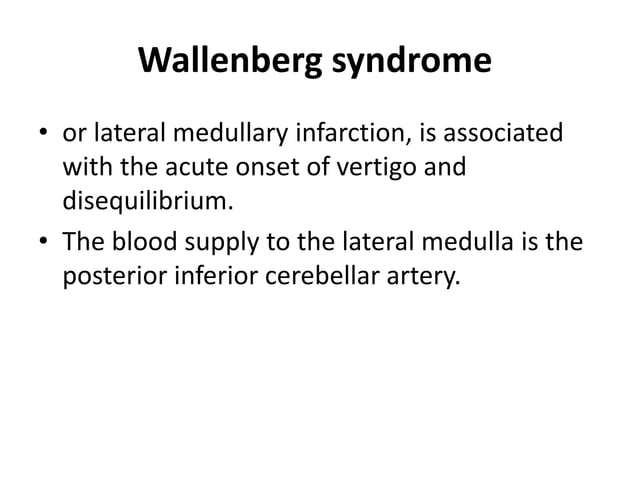 Wallenberg syndrome
• or lateral medullary infarction, is associated
with the acute onset of vertigo and
disequilibrium.
• The blood supply to the lateral medulla is the
posterior inferior cerebellar artery.